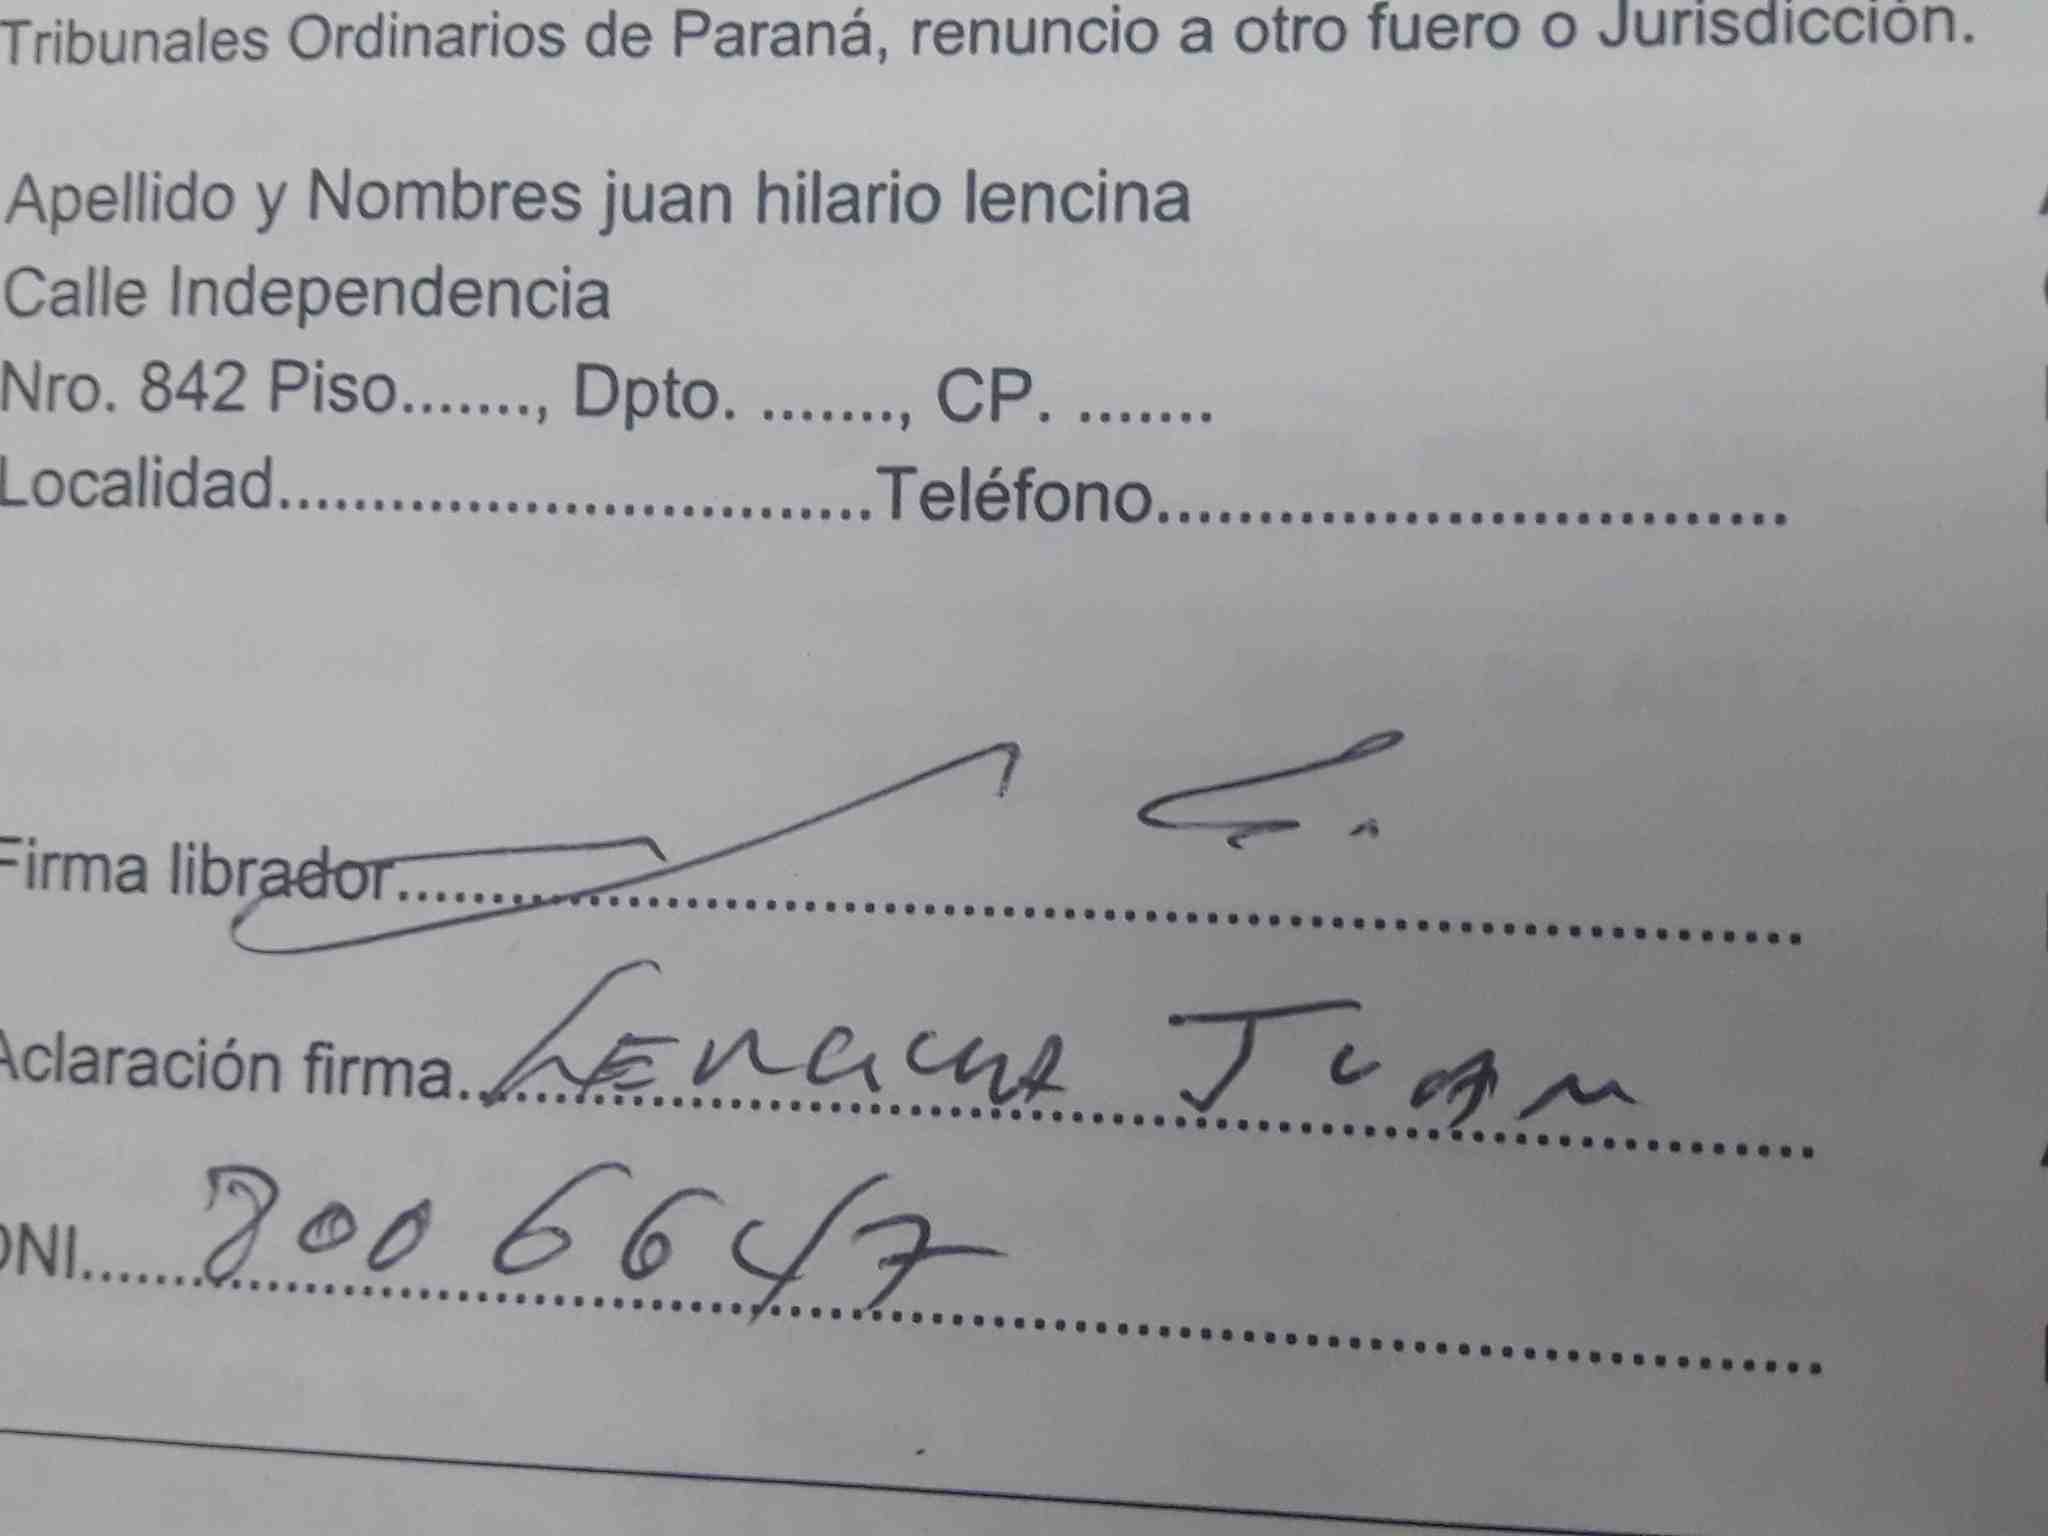 Tribunales Ordinarios de Paraná, renuncio a otro fuero o Jurisdicción.
Apellido y Nombres juan hilario lencina
Calle Independencia
Nro. 842 Piso......., Dpto. ......., CP. .......
Localidad..............................Teléfono................................
Firma librador................................................................
Aclaración firma..Lencina Juan
DNI.......8006647